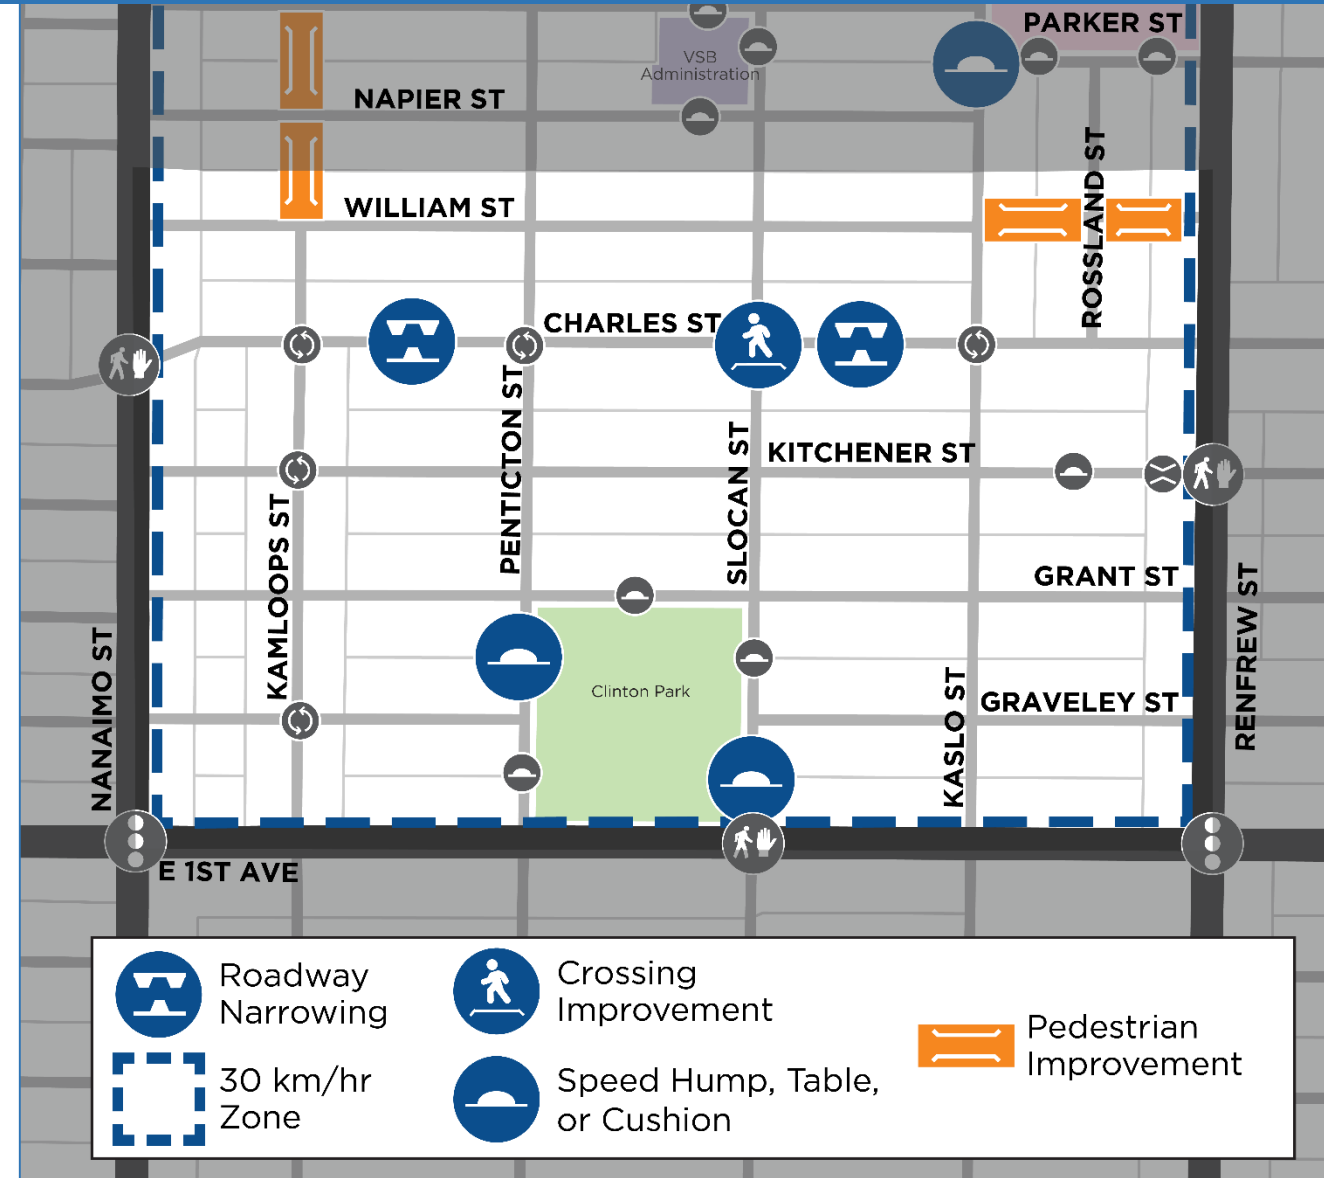 PARKER ST
VSB
Administration
NAPIER ST
ROSSLAND ST
WILLIAM ST
CHARLES ST
PENTICTON ST
SLOCAN ST
KITCHENER ST
KAMLOOPS ST
GRANT ST
RENFREW ST
NANAIMO ST
Clinton Park
KASLO ST
GRAVELEY ST
E 1ST AVE
Roadway
Narrowing
Crossing
Improvement
Pedestrian
Improvement
30 km/hr
Zone
Speed Hump, Table,
or Cushion